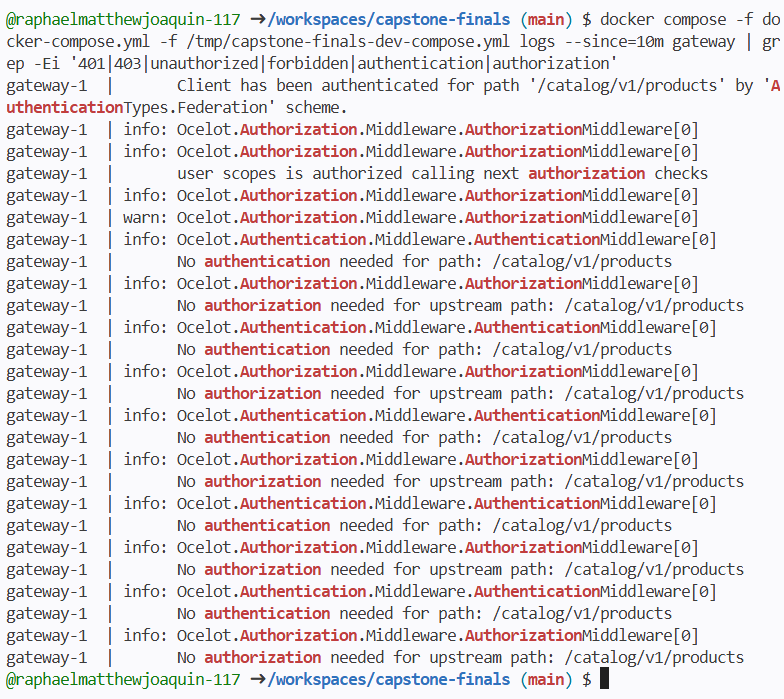 @raphaelmatthewjoaquin-117 ➜/workspaces/capstone-finals (main) $ docker compose -f do
cker-compose.yml -f /tmp/capstone-finals-dev-compose.yml logs --since=10m gateway | gr
ep -Ei '401|403|unauthorized|forbidden|authentication|authorization'
gateway-1  |       Client has been authenticated for path '/catalog/v1/products' by 'A
uthenticationTypes.Federation' scheme.
gateway-1  | info: Ocelot.Authorization.Middleware.AuthorizationMiddleware[0]
gateway-1  | info: Ocelot.Authorization.Middleware.AuthorizationMiddleware[0]
gateway-1  |       user scopes is authorized calling next authorization checks
gateway-1  | info: Ocelot.Authorization.Middleware.AuthorizationMiddleware[0]
gateway-1  | warn: Ocelot.Authorization.Middleware.AuthorizationMiddleware[0]
gateway-1  | info: Ocelot.Authentication.Middleware.AuthenticationMiddleware[0]
gateway-1  |       No authentication needed for path: /catalog/v1/products
gateway-1  | info: Ocelot.Authorization.Middleware.AuthorizationMiddleware[0]
gateway-1  |       No authorization needed for upstream path: /catalog/v1/products
gateway-1  | info: Ocelot.Authentication.Middleware.AuthenticationMiddleware[0]
gateway-1  |       No authentication needed for path: /catalog/v1/products
gateway-1  | info: Ocelot.Authorization.Middleware.AuthorizationMiddleware[0]
gateway-1  |       No authorization needed for upstream path: /catalog/v1/products
gateway-1  | info: Ocelot.Authentication.Middleware.AuthenticationMiddleware[0]
gateway-1  |       No authentication needed for path: /catalog/v1/products
gateway-1  | info: Ocelot.Authorization.Middleware.AuthorizationMiddleware[0]
gateway-1  |       No authorization needed for upstream path: /catalog/v1/products
gateway-1  | info: Ocelot.Authentication.Middleware.AuthenticationMiddleware[0]
gateway-1  |       No authentication needed for path: /catalog/v1/products
gateway-1  | info: Ocelot.Authorization.Middleware.AuthorizationMiddleware[0]
gateway-1  |       No authorization needed for upstream path: /catalog/v1/products
gateway-1  | info: Ocelot.Authentication.Middleware.AuthenticationMiddleware[0]
gateway-1  |       No authentication needed for path: /catalog/v1/products
gateway-1  | info: Ocelot.Authorization.Middleware.AuthorizationMiddleware[0]
gateway-1  |       No authorization needed for upstream path: /catalog/v1/products
@raphaelmatthewjoaquin-117 ➜/workspaces/capstone-finals (main) $